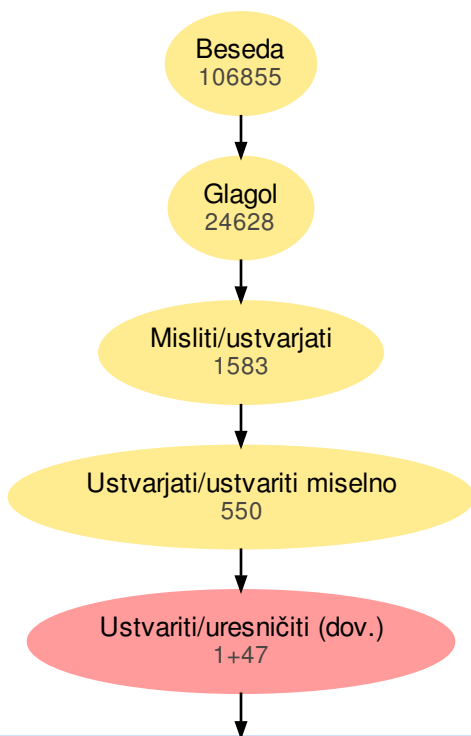 Beseda
106855
Glagol
24628
Misliti/ustvarjati
1583
Ustvarjati/ustvariti miselno
550
Ustvariti/uresničiti (dov.)
1+47